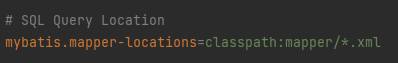 # SQL Query Location
mybatis.mapper-locations=classpath:mapper/*.xml